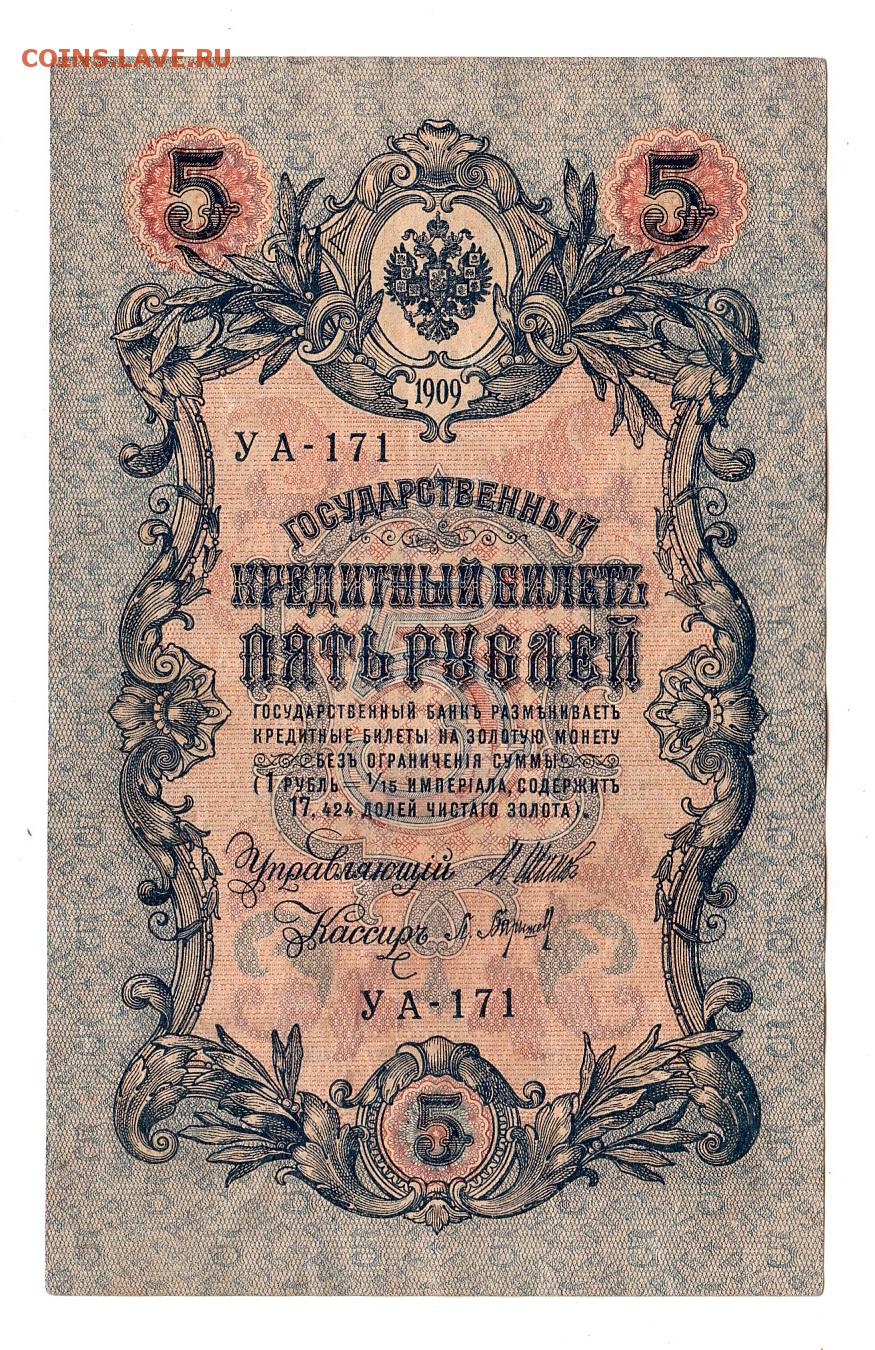 COINS.LAVE.RU
5 5
1909
УА-171
ГОСУДАРСТВЕННЫЙ
КРЕДИТНЫЙ БИЛЕТЪ
ПЯТЬ РУБЛЕЙ
5
ГОСУДАРСТВЕННЫЙ БАНКЪ РАЗМѢНИВАЕТЪ
КРЕДИТНЫЕ БИЛЕТЫ НА ЗОЛОТУЮ МОНЕТУ
БЕЗЪ ОГРАНИЧЕНІЯ СУММЫ
(1 РУБЛЬ = 1/15 ИМПЕРІАЛА, СОДЕРЖИТЪ
17,424 ДОЛЕЙ ЧИСТАГО ЗОЛОТА).
Управляющій
Кассиръ
УА-171
5